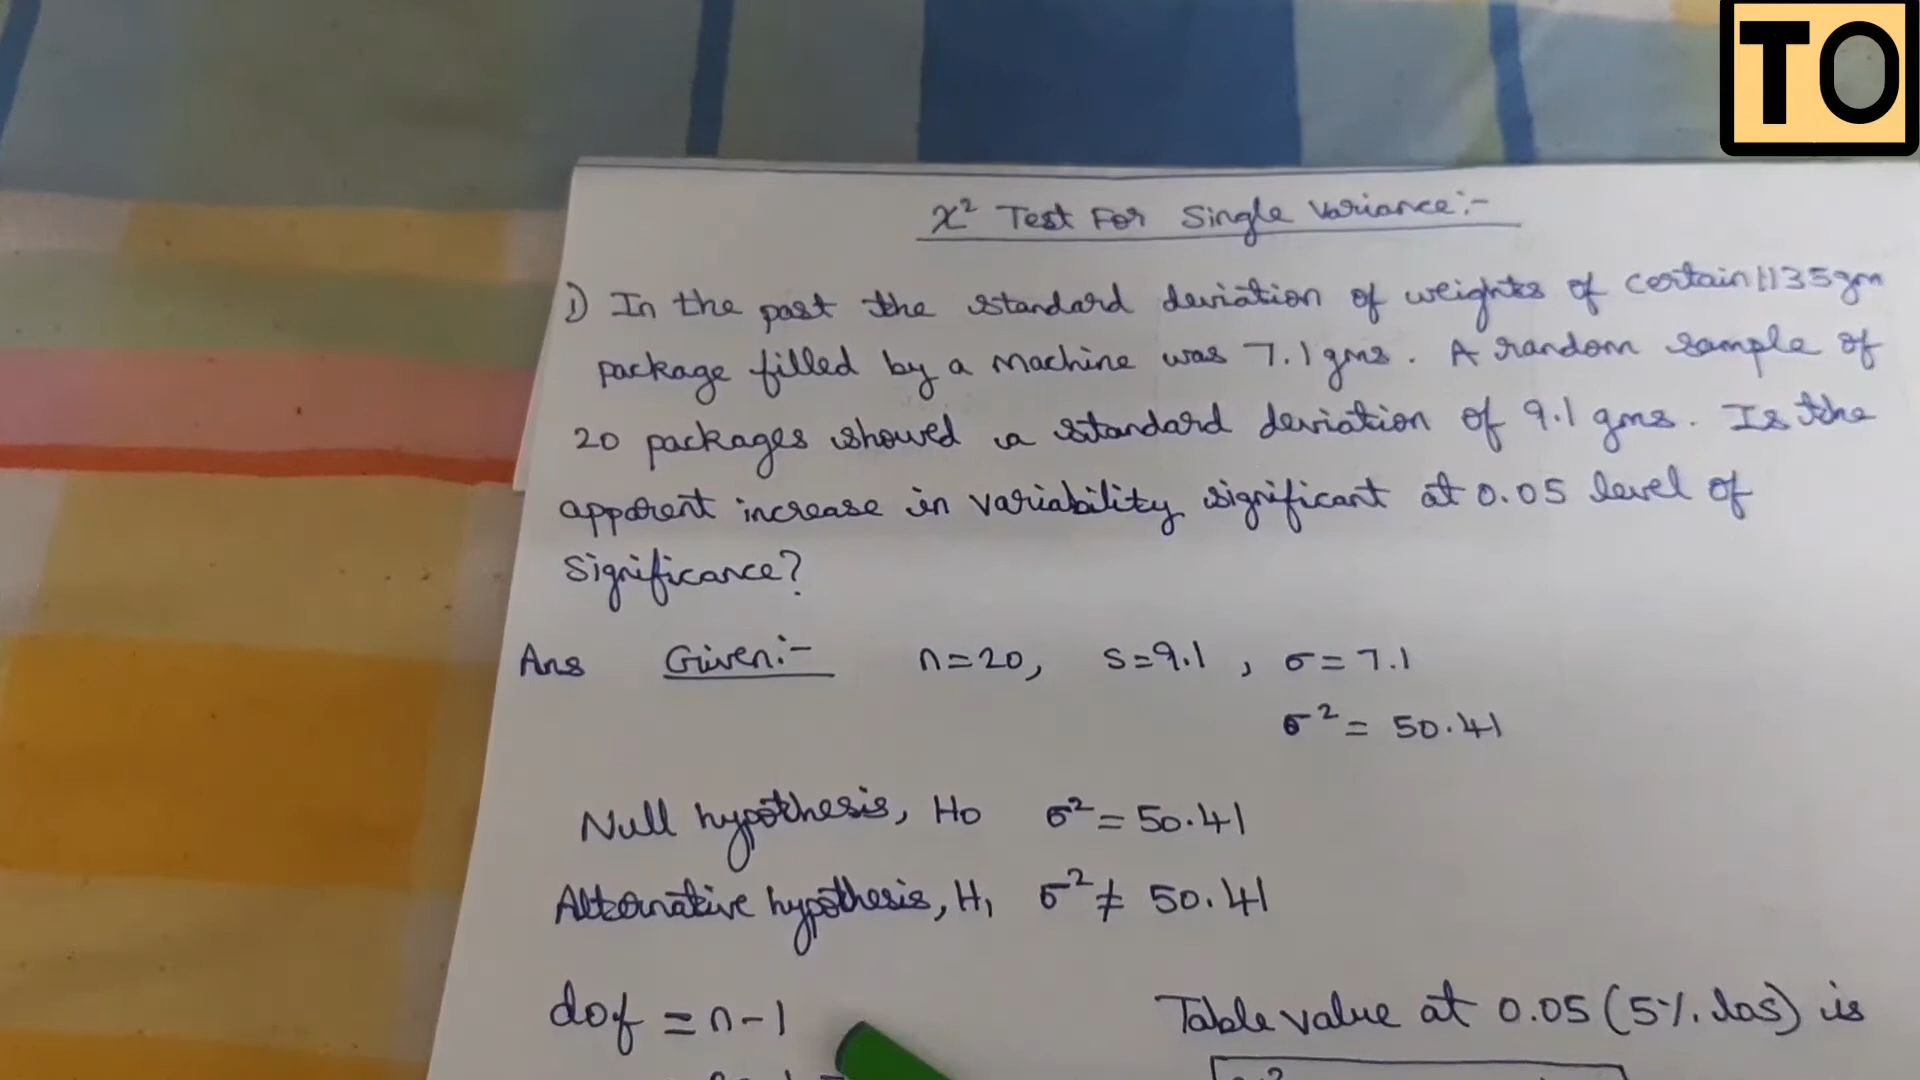 TO
χ² Test For Single Variance:-
1) In the past the standard deviation of weights of certain 1135gm
package filled by a machine was 7.1 gms. A random sample of
20 packages showed a standard deviation of 9.1 gms. Is the
apparent increase in variability significant at 0.05 level of
Significance?
Ans Given:- n=20, s=9.1, σ=7.1
σ²= 50.41
Null hypothesis, H₀ σ²=50.41
Alternative hypothesis, H₁ σ²≠ 50.41
dof = n-1 Table value at 0.05 (5%. los) is